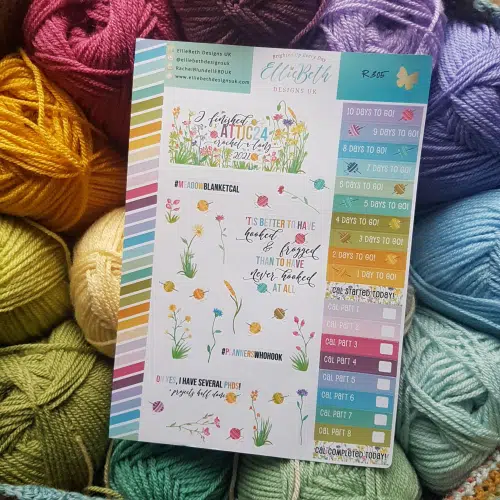 EllieBeth Designs UK
@elliebethdesignsuk
www.elliebethdesignsuk.com
EllieBeth
DESIGNS UK
R305
I finished
ATTIC24
crochet-a-long
2021
#MEADOWBLANKETCAL
'TIS BETTER TO HAVE
hooked & frogged
THAN TO HAVE
never hooked
AT ALL
#PLANNERSWHOHOOK
OH YES, I HAVE SEVERAL PHDS!
- projects half done
10 DAYS TO GO!
9 DAYS TO GO!
8 DAYS TO GO!
7 DAYS TO GO!
6 DAYS TO GO!
5 DAYS TO GO!
4 DAYS TO GO!
3 DAYS TO GO!
2 DAYS TO GO!
1 DAY TO GO!
CAL STARTED TODAY!
CAL PART 1
CAL PART 2
CAL PART 3
CAL PART 4
CAL PART 5
CAL PART 6
CAL PART 7
CAL PART 8
CAL COMPLETED TODAY!